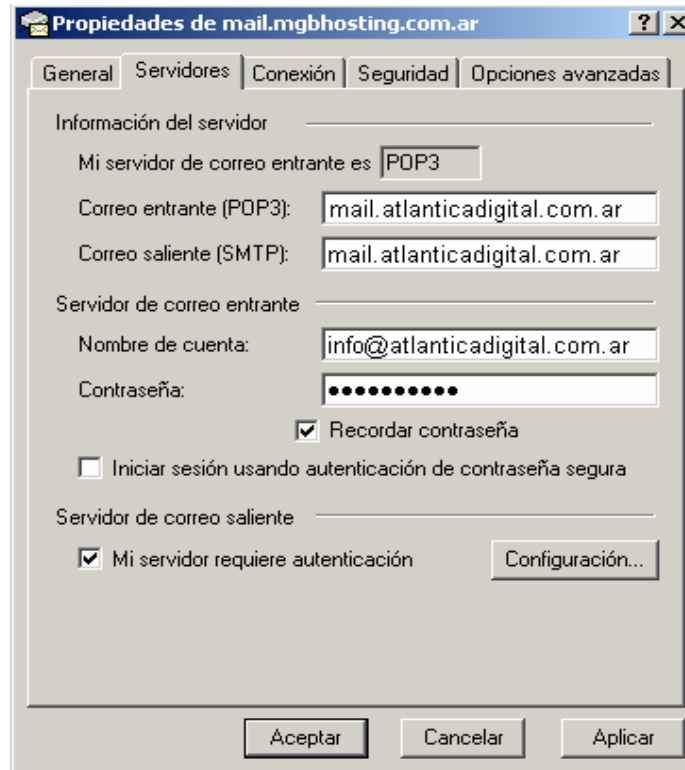 Propiedades de mail.mgbhosting.com.ar
General Servidores Conexión Seguridad Opciones avanzadas
Información del servidor
Mi servidor de correo entrante es POP3
Correo entrante (POP3): mail.atlanticadigital.com.ar
Correo saliente (SMTP): mail.atlanticadigital.com.ar
Servidor de correo entrante
Nombre de cuenta: info@atlanticadigital.com.ar
Contraseña: ●●●●●●●●●●
Recordar contraseña
Iniciar sesión usando autenticación de contraseña segura
Servidor de correo saliente
Mi servidor requiere autenticación Configuración...
Aceptar Cancelar Aplicar